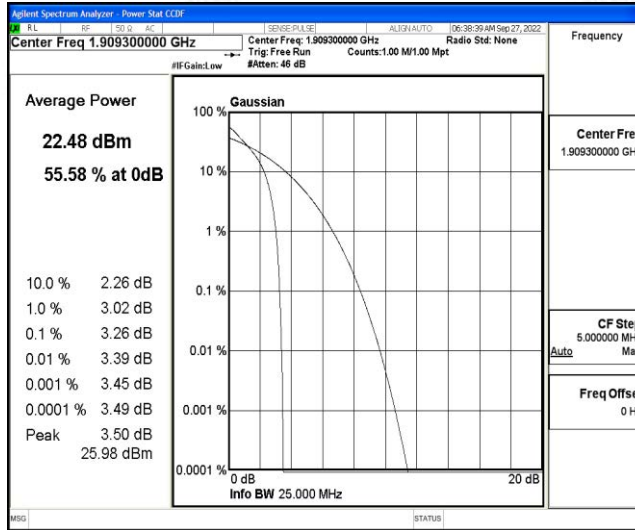 Agilent Spectrum Analyzer - Power Stat CCDF
RL RF 50 Ω AC SENSE:PULSE ALIGN AUTO 06:38:39 AM Sep 27, 2022
Center Freq 1.909300000 GHz
Center Freq: 1.909300000 GHz Radio Std: None
Trig: Free Run Counts:1.00 M/1.00 Mpt
#IFGain:Low #Atten: 46 dB
Frequency
Average Power
22.48 dBm
55.58 % at 0dB
10.0 % 2.26 dB
1.0 % 3.02 dB
0.1 % 3.26 dB
0.01 % 3.39 dB
0.001 % 3.45 dB
0.0001 % 3.49 dB
Peak 3.50 dB
25.98 dBm
Gaussian
100 %
10 %
1 %
0.1 %
0.01 %
0.001 %
0.0001 %
0 dB 20 dB
Info BW 25.000 MHz
Center Fre
1.909300000 GH
CF Ste
5.000000 MH
Auto Ma
Freq Offse
0 H
MSG STATUS